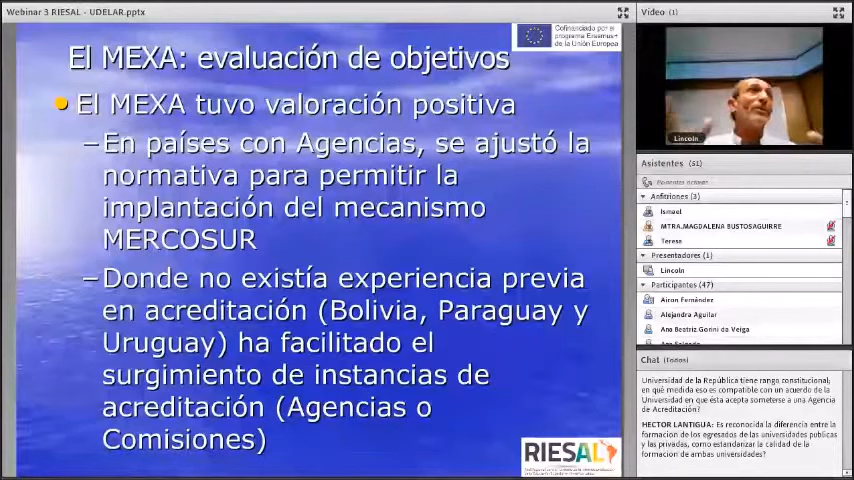 Webinar 3 RIESAL - UDELAR.pptx
Cofinanciado por el
programa Erasmus+
de la Unión Europea
El MEXA: evaluación de objetivos
El MEXA tuvo valoración positiva
–En países con Agencias, se ajustó la
normativa para permitir la
implantación del mecanismo
MERCOSUR
–Donde no existía experiencia previa
en acreditación (Bolivia, Paraguay y
Uruguay) ha facilitado el
surgimiento de instancias de
acreditación (Agencias o
Comisiones)
RIESAL
Video (1)
Lincoln
Asistentes (51)
Ponentes activos
Anfitriones (3)
Ismael
MTRA.MAGDALENA BUSTOSAGUIRRE
Teresa
Presentadores (1)
Lincoln
Participantes (47)
Airon Fernández
Alejandra Aguilar
Ana Beatriz Gorini da Veiga
Chat (Todos)
Universidad de la República tiene rango constitucional;
en qué medida eso es compatible con un acuerdo de la
Universidad en que ésta acepta someterse a una Agencia
de Acreditación?
HECTOR LANTIGUA: Es reconocida la diferencia entre la
formacion de los egresados de las universidades publicas
y las privadas, como estandarizar la calidad de la
formacion de ambas universidades?